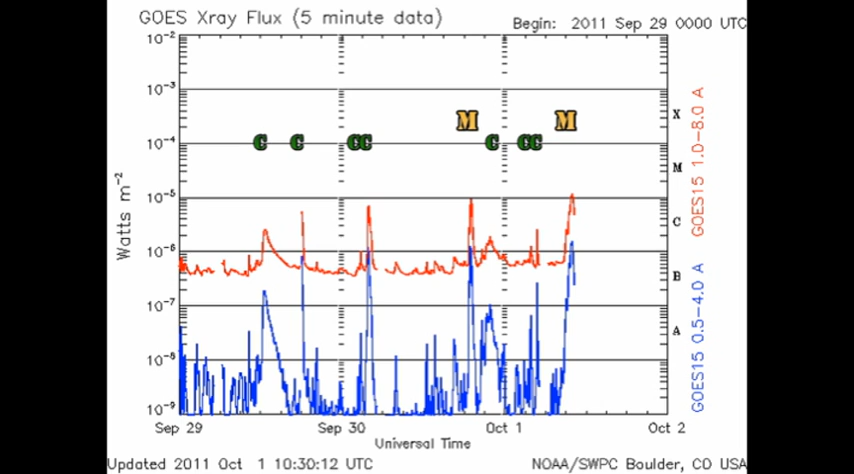 GOES Xray Flux (5 minute data)
Begin: 2011 Sep 29 0000 UTC
10-2
10-3
10-4
10-5
10-6
10-7
10-8
10-9
Watts m-2
C C CC M C CC M
X
M
C
B
A
GOES15 1.0-8.0 A
GOES15 0.5-4.0 A
Sep 29 Sep 30 Oct 1 Oct 2
Universal Time
Updated 2011 Oct 1 10:30:12 UTC
NOAA/SWPC Boulder, CO USA